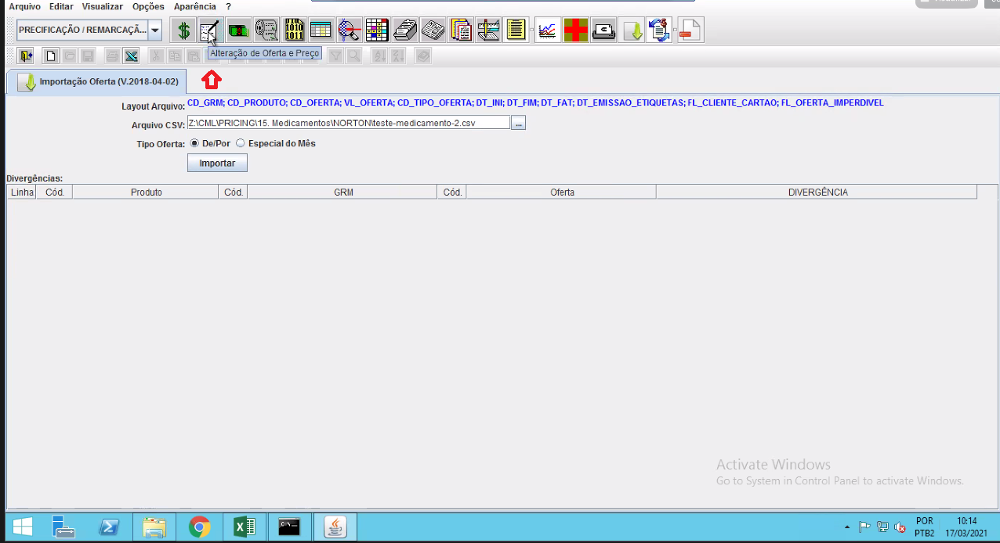 Arquivo Editar Visualizar Opções Aparência ?
PRECIFICAÇÃO / REMARCAÇÃ...
Alteração de Oferta e Preço
Importação Oferta (V.2018-04-02)
Layout Arquivo: CD_GRM; CD_PRODUTO; CD_OFERTA; VL_OFERTA; CD_TIPO_OFERTA; DT_INI; DT_FIM; DT_FAT; DT_EMISSAO_ETIQUETAS; FL_CLIENTE_CARTAO; FL_OFERTA_IMPERDIVEL
Arquivo CSV: Z:\CML\PRICING\15. Medicamentos\NORTON\teste-medicamento-2.csv ...
Tipo Oferta: De/Por Especial do Mês
Importar
Divergências:
Linha Cód. Produto Cód. GRM Cód. Oferta DIVERGÊNCIA
Activate Windows
Go to System in Control Panel to activate Windows.
POR 10:14
PTB2 17/03/2021